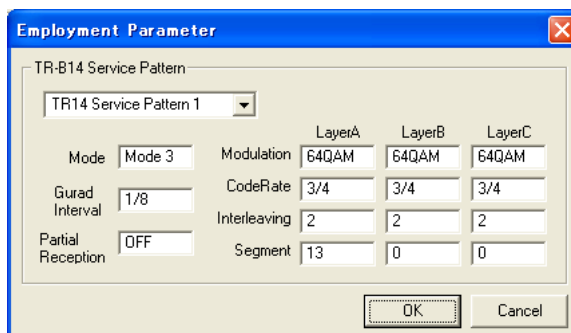 Employment Parameter
TR-B14 Service Pattern
TR14 Service Pattern 1
LayerA LayerB LayerC
Mode Mode 3 Modulation 64QAM 64QAM 64QAM
Gurad Interval 1/8 CodeRate 3/4 3/4 3/4
Interleaving 2 2 2
Partial Reception OFF Segment 13 0 0
OK Cancel